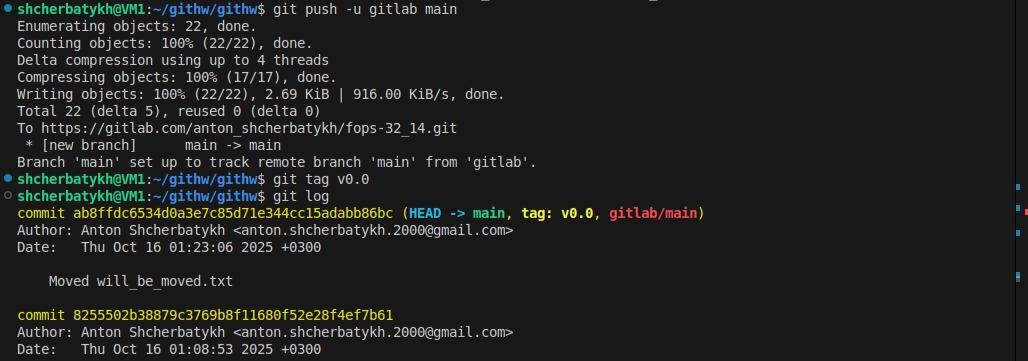 shcherbatykh@VM1:~/githw/githw$ git push -u gitlab main
Enumerating objects: 22, done.
Counting objects: 100% (22/22), done.
Delta compression using up to 4 threads
Compressing objects: 100% (17/17), done.
Writing objects: 100% (22/22), 2.69 KiB | 916.00 KiB/s, done.
Total 22 (delta 5), reused 0 (delta 0)
To https://gitlab.com/anton_shcherbatykh/fops-32_14.git
 * [new branch]      main -> main
Branch 'main' set up to track remote branch 'main' from 'gitlab'.
shcherbatykh@VM1:~/githw/githw$ git tag v0.0
shcherbatykh@VM1:~/githw/githw$ git log
commit ab8ffdc6534d0a3e7c85d71e344cc15adabb86bc (HEAD -> main, tag: v0.0, gitlab/main)
Author: Anton Shcherbatykh <anton.shcherbatykh.2000@gmail.com>
Date:   Thu Oct 16 01:23:06 2025 +0300
    Moved will_be_moved.txt
commit 8255502b38879c3769b8f11680f52e28f4ef7b61
Author: Anton Shcherbatykh <anton.shcherbatykh.2000@gmail.com>
Date:   Thu Oct 16 01:08:53 2025 +0300